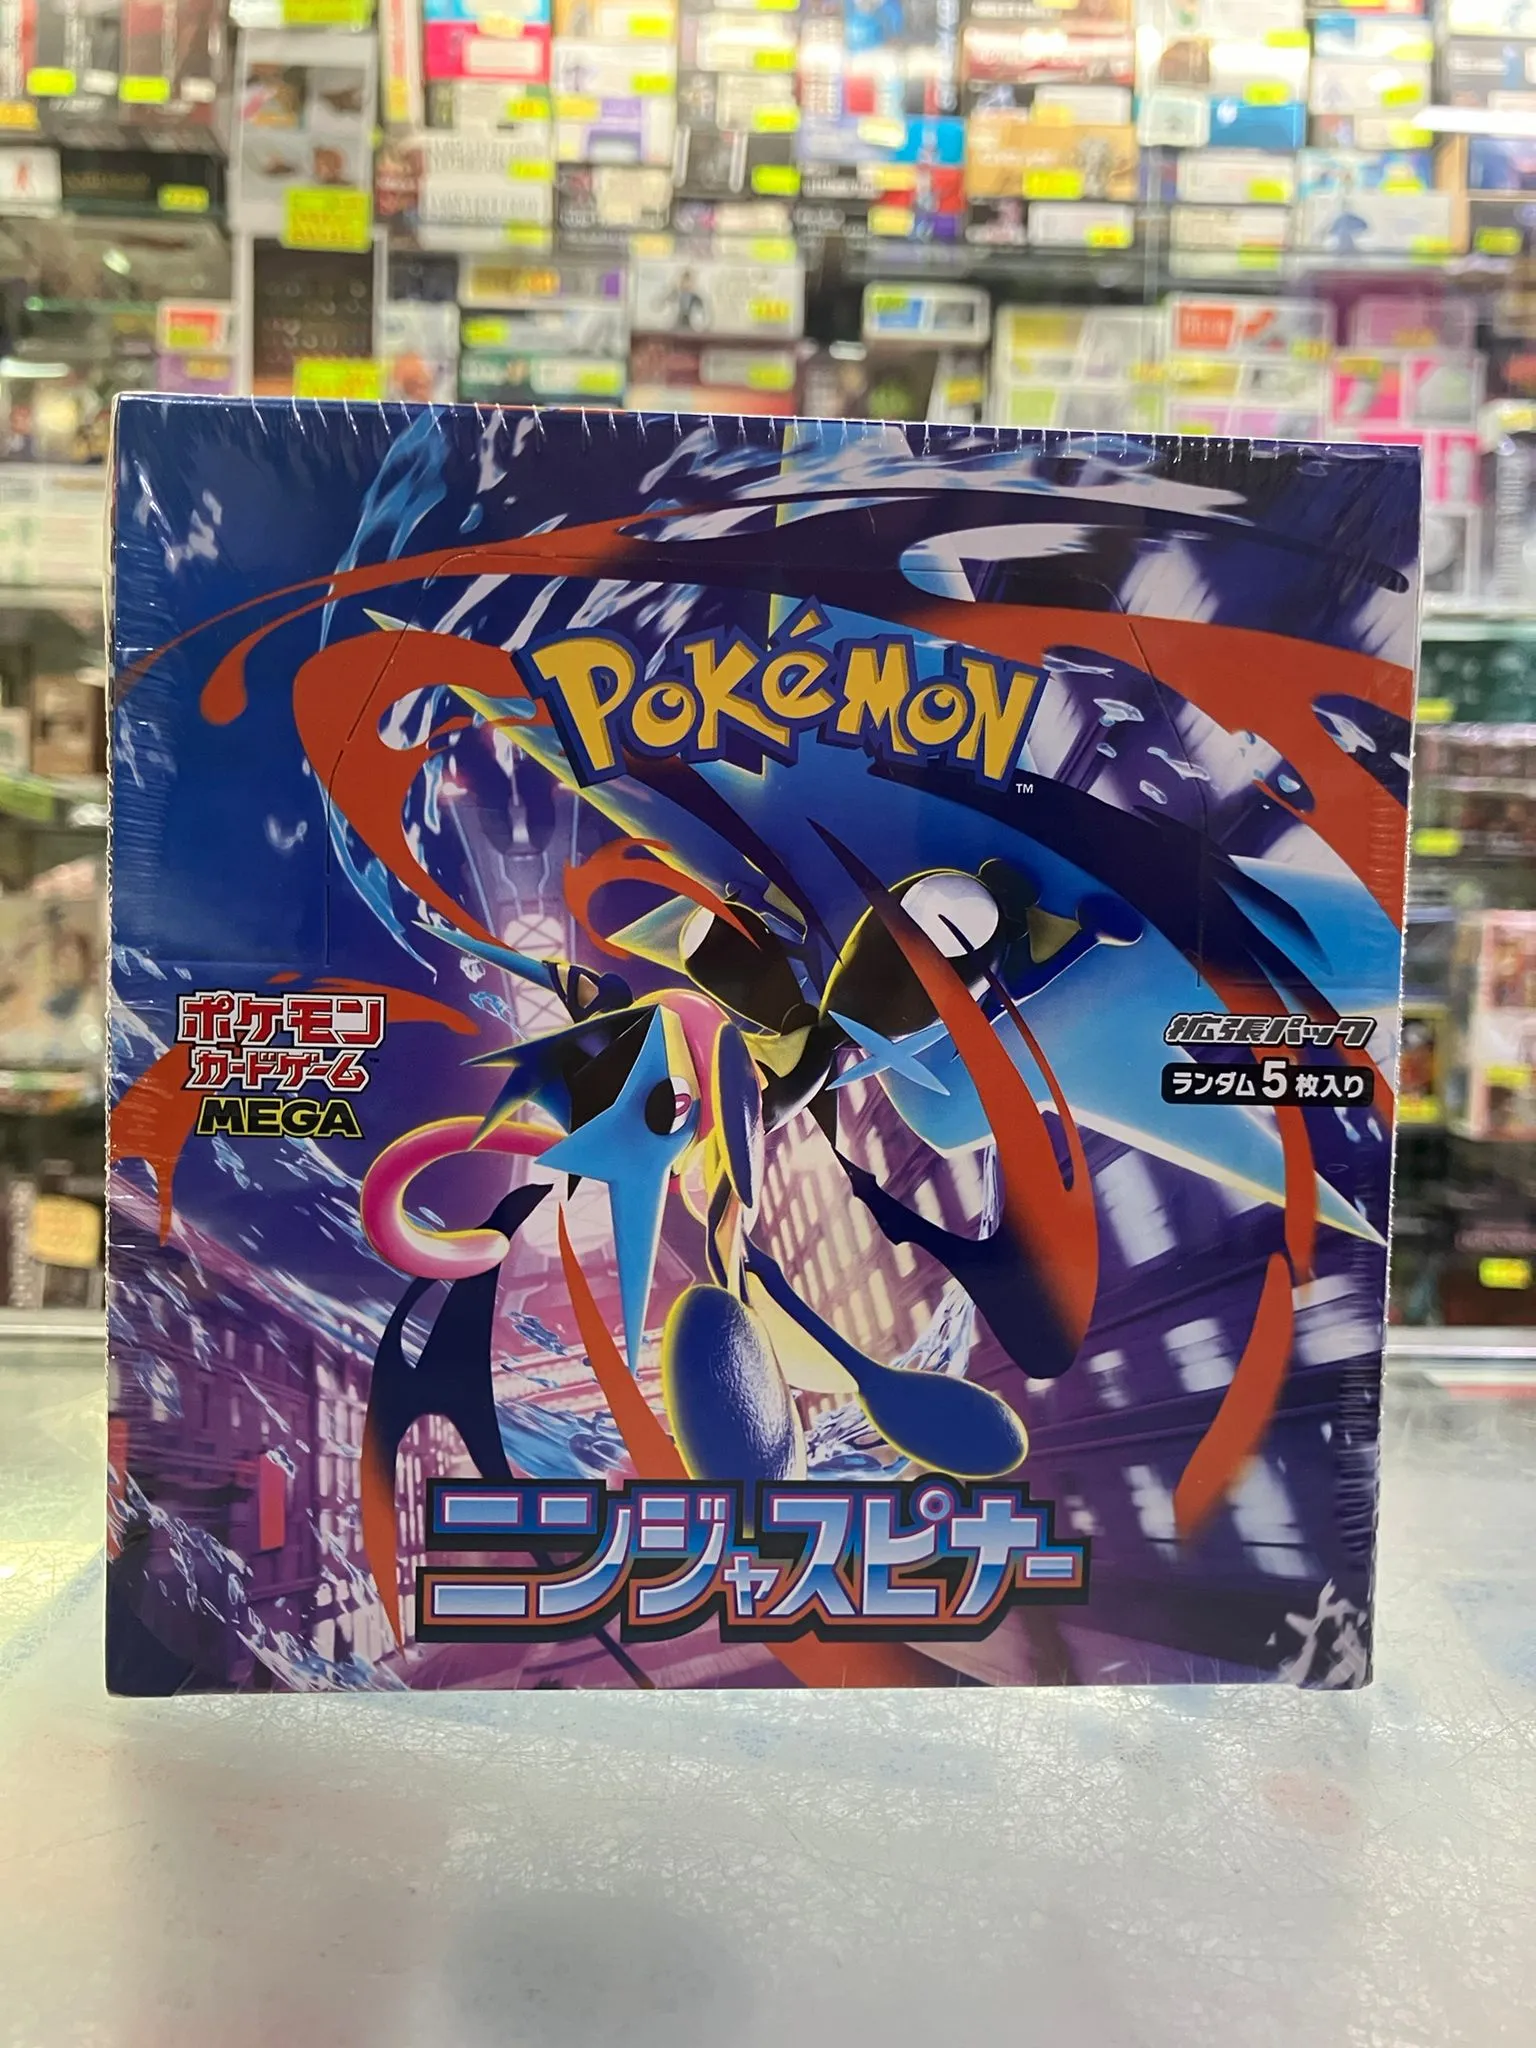 POKéMON
TM
ポケモン
カードゲーム
MEGA
拡張パック
ランダム5枚入り
ニンジャスピナー